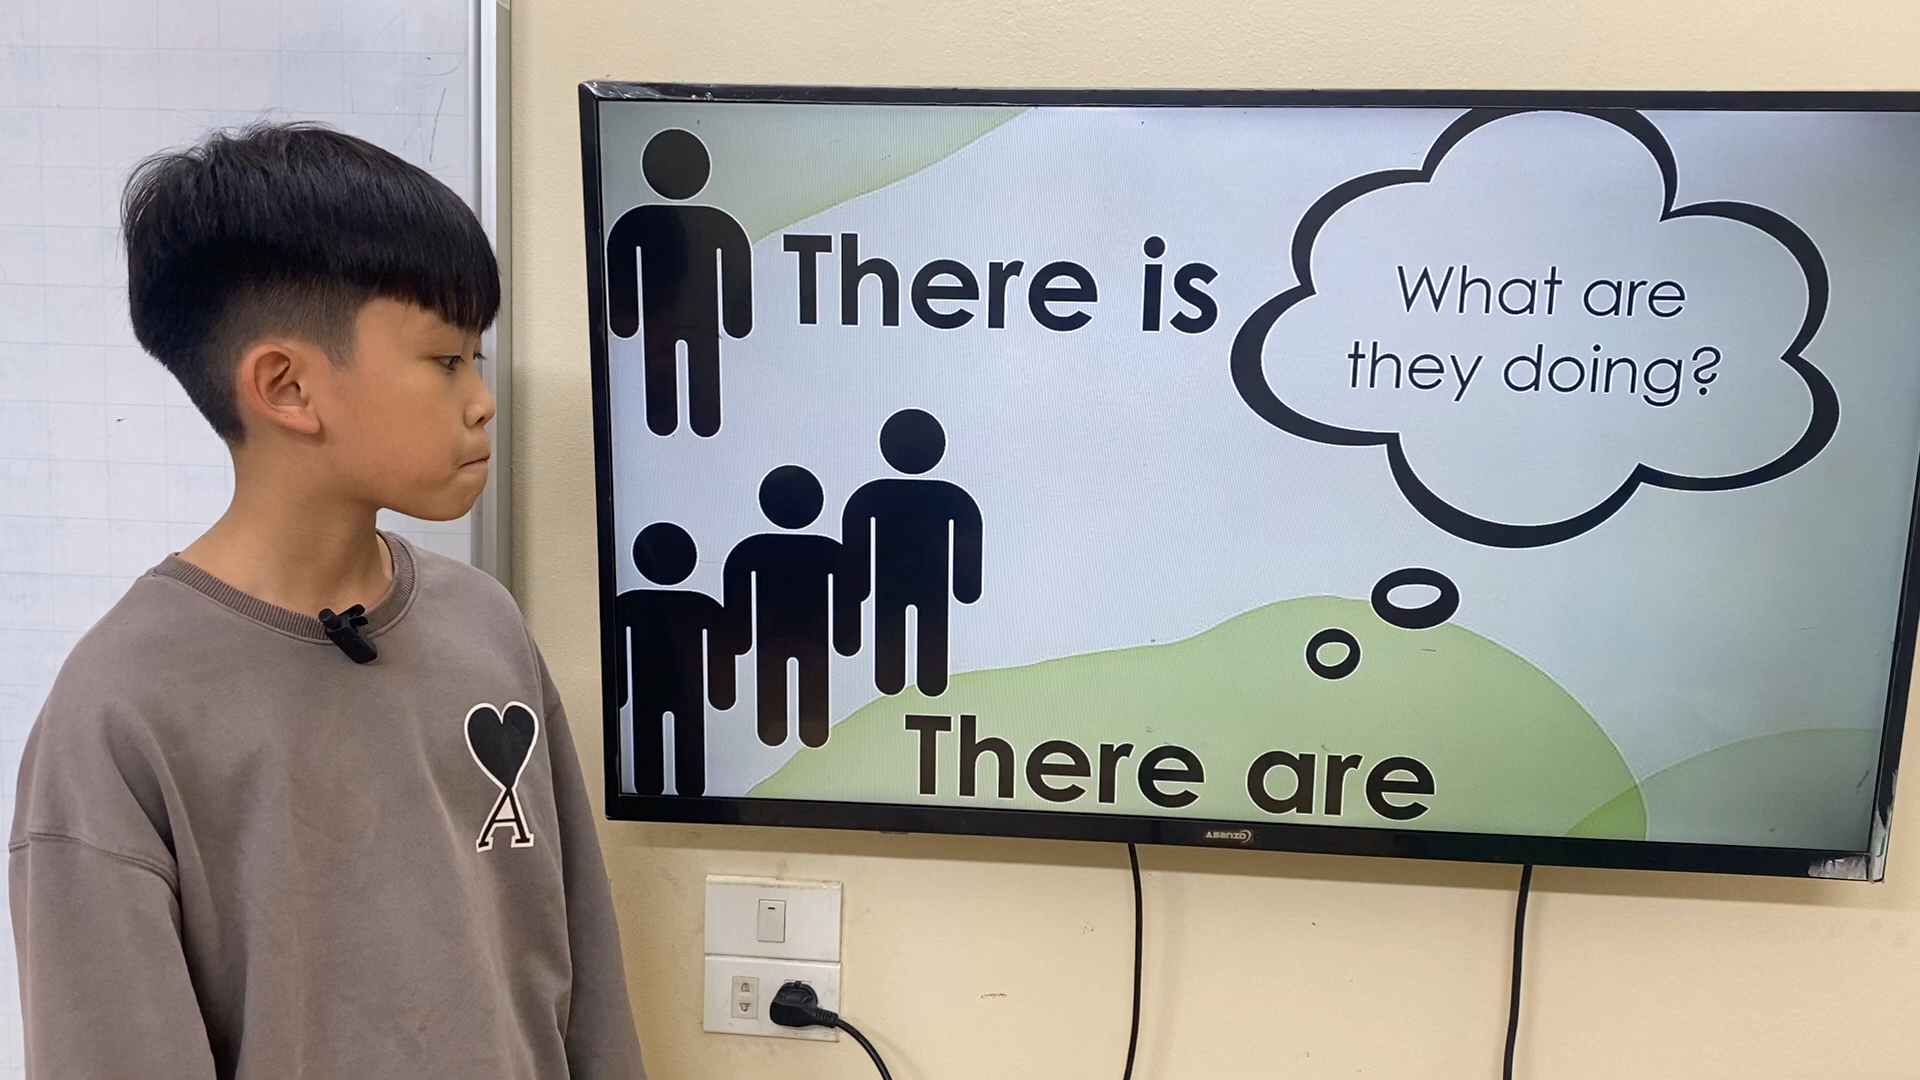 There is
What are
they doing?
There are
Asanzo
A